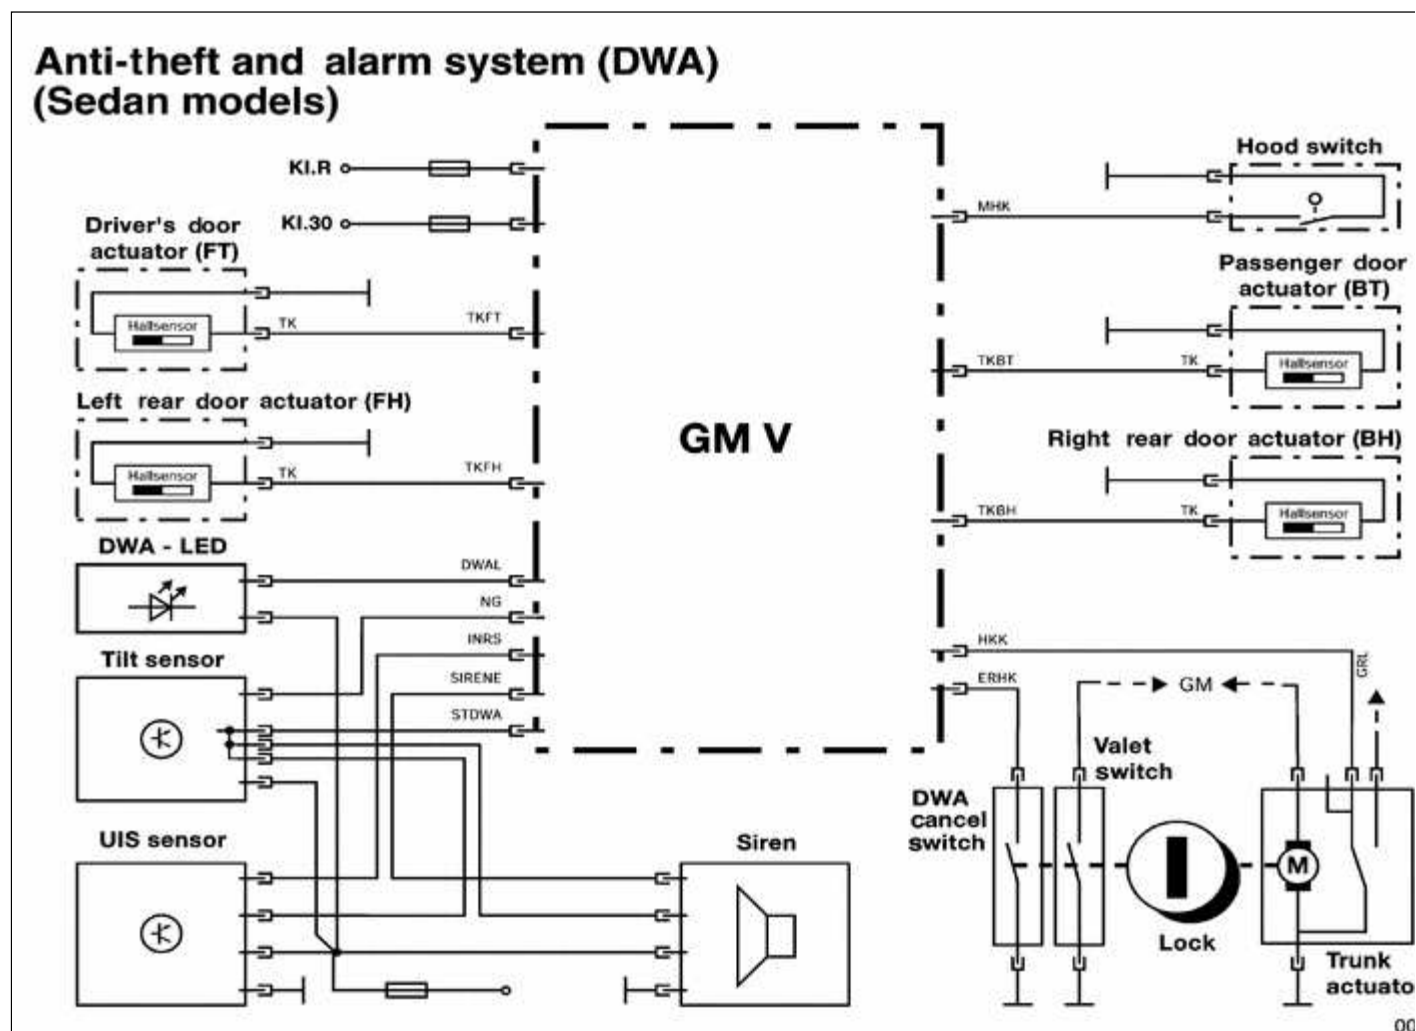 Anti-theft and alarm system (DWA)
(Sedan models)
KI.R
KI.30
Driver's door
actuator (FT)
Hallsensor
TK
TKFT
Left rear door actuator (FH)
Hallsensor
TK
TKFH
DWA - LED
DWAL
NG
INRS
SIRENE
STDWA
Tilt sensor
UIS sensor
Siren
GM V
Hood switch
MHK
Passenger door
actuator (BT)
TKBT
TK
Hallsensor
Right rear door actuator (BH)
TKBH
TK
Hallsensor
HKK
ERHK
GRL
GM
Valet
switch
DWA
cancel
switch
M
Lock
Trunk
actuato
00